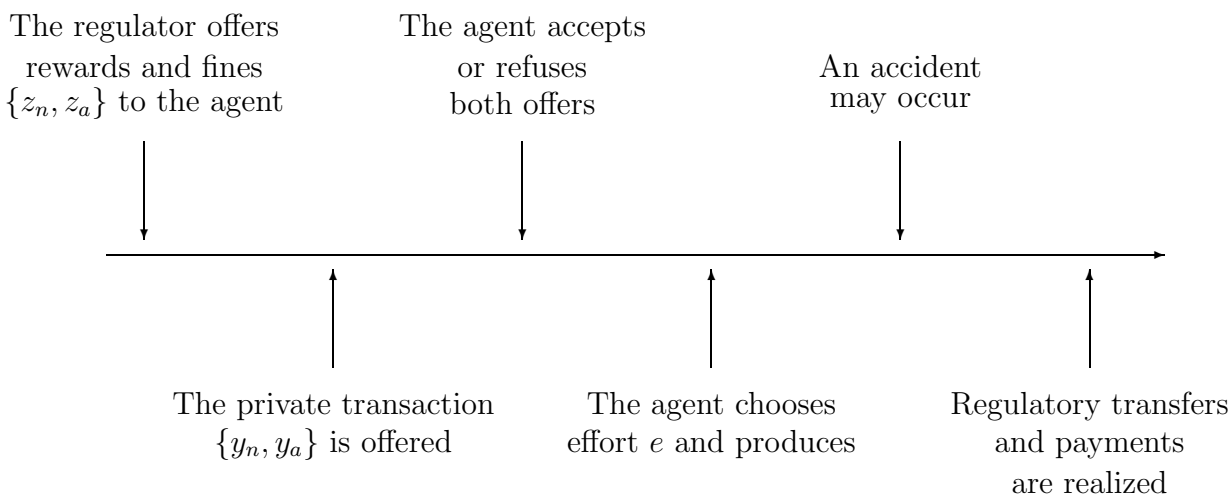 The regulator offers
rewards and fines
{z_n, z_a} to the agent
The agent accepts
or refuses
both offers
An accident
may occur
The private transaction
{y_n, y_a} is offered
The agent chooses
effort e and produces
Regulatory transfers
and payments
are realized